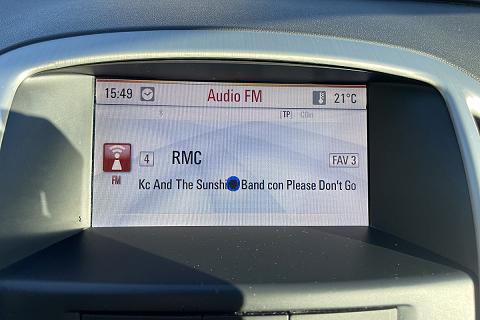 15:49 Audio FM 21°C
[TP]
4 RMC FAV 3
FM
Kc And The Band con Please Don't Go